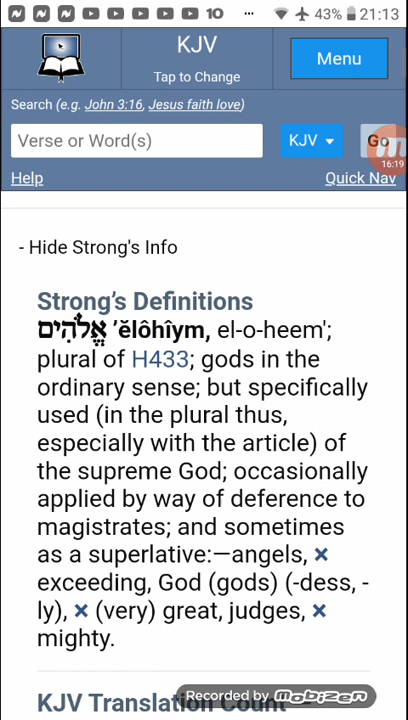 10 ... 43% 21:13
KJV
Tap to Change
Menu
Search (e.g. John 3:16, Jesus faith love)
Verse or Word(s)
KJV
Go
16:19
Help
Quick Nav
- Hide Strong's Info
Strong's Definitions
אֱלֹהִים ʼĕlôhîym, el-o-heem';
plural of H433; gods in the
ordinary sense; but specifically
used (in the plural thus,
especially with the article) of
the supreme God; occasionally
applied by way of deference to
magistrates; and sometimes
as a superlative:—angels, ×
exceeding, God (gods) (-dess, -
ly), × (very) great, judges, ×
mighty.
KJV Translation Count —
Recorded by Mobizen